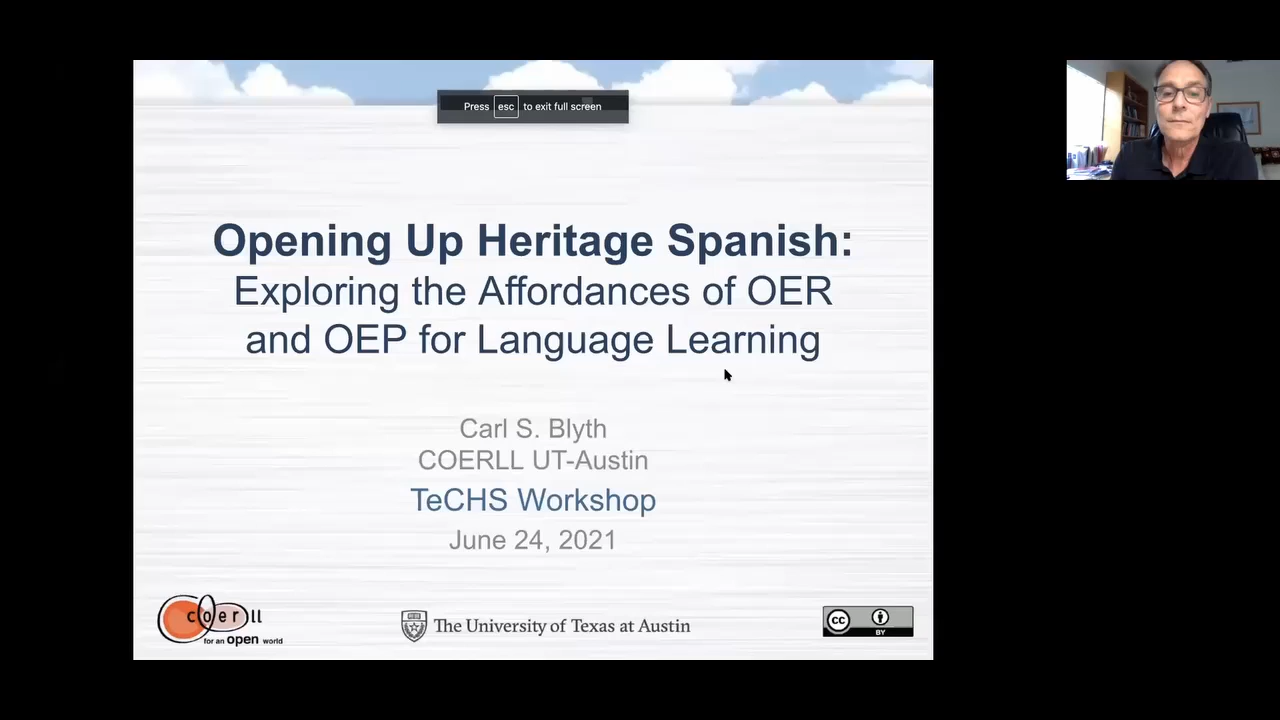 Press esc to exit full screen
Opening Up Heritage Spanish:
Exploring the Affordances of OER
and OEP for Language Learning
Carl S. Blyth
COERLL UT-Austin
TeCHS Workshop
June 24, 2021
coerll
for an open world
The University of Texas at Austin
cc
BY